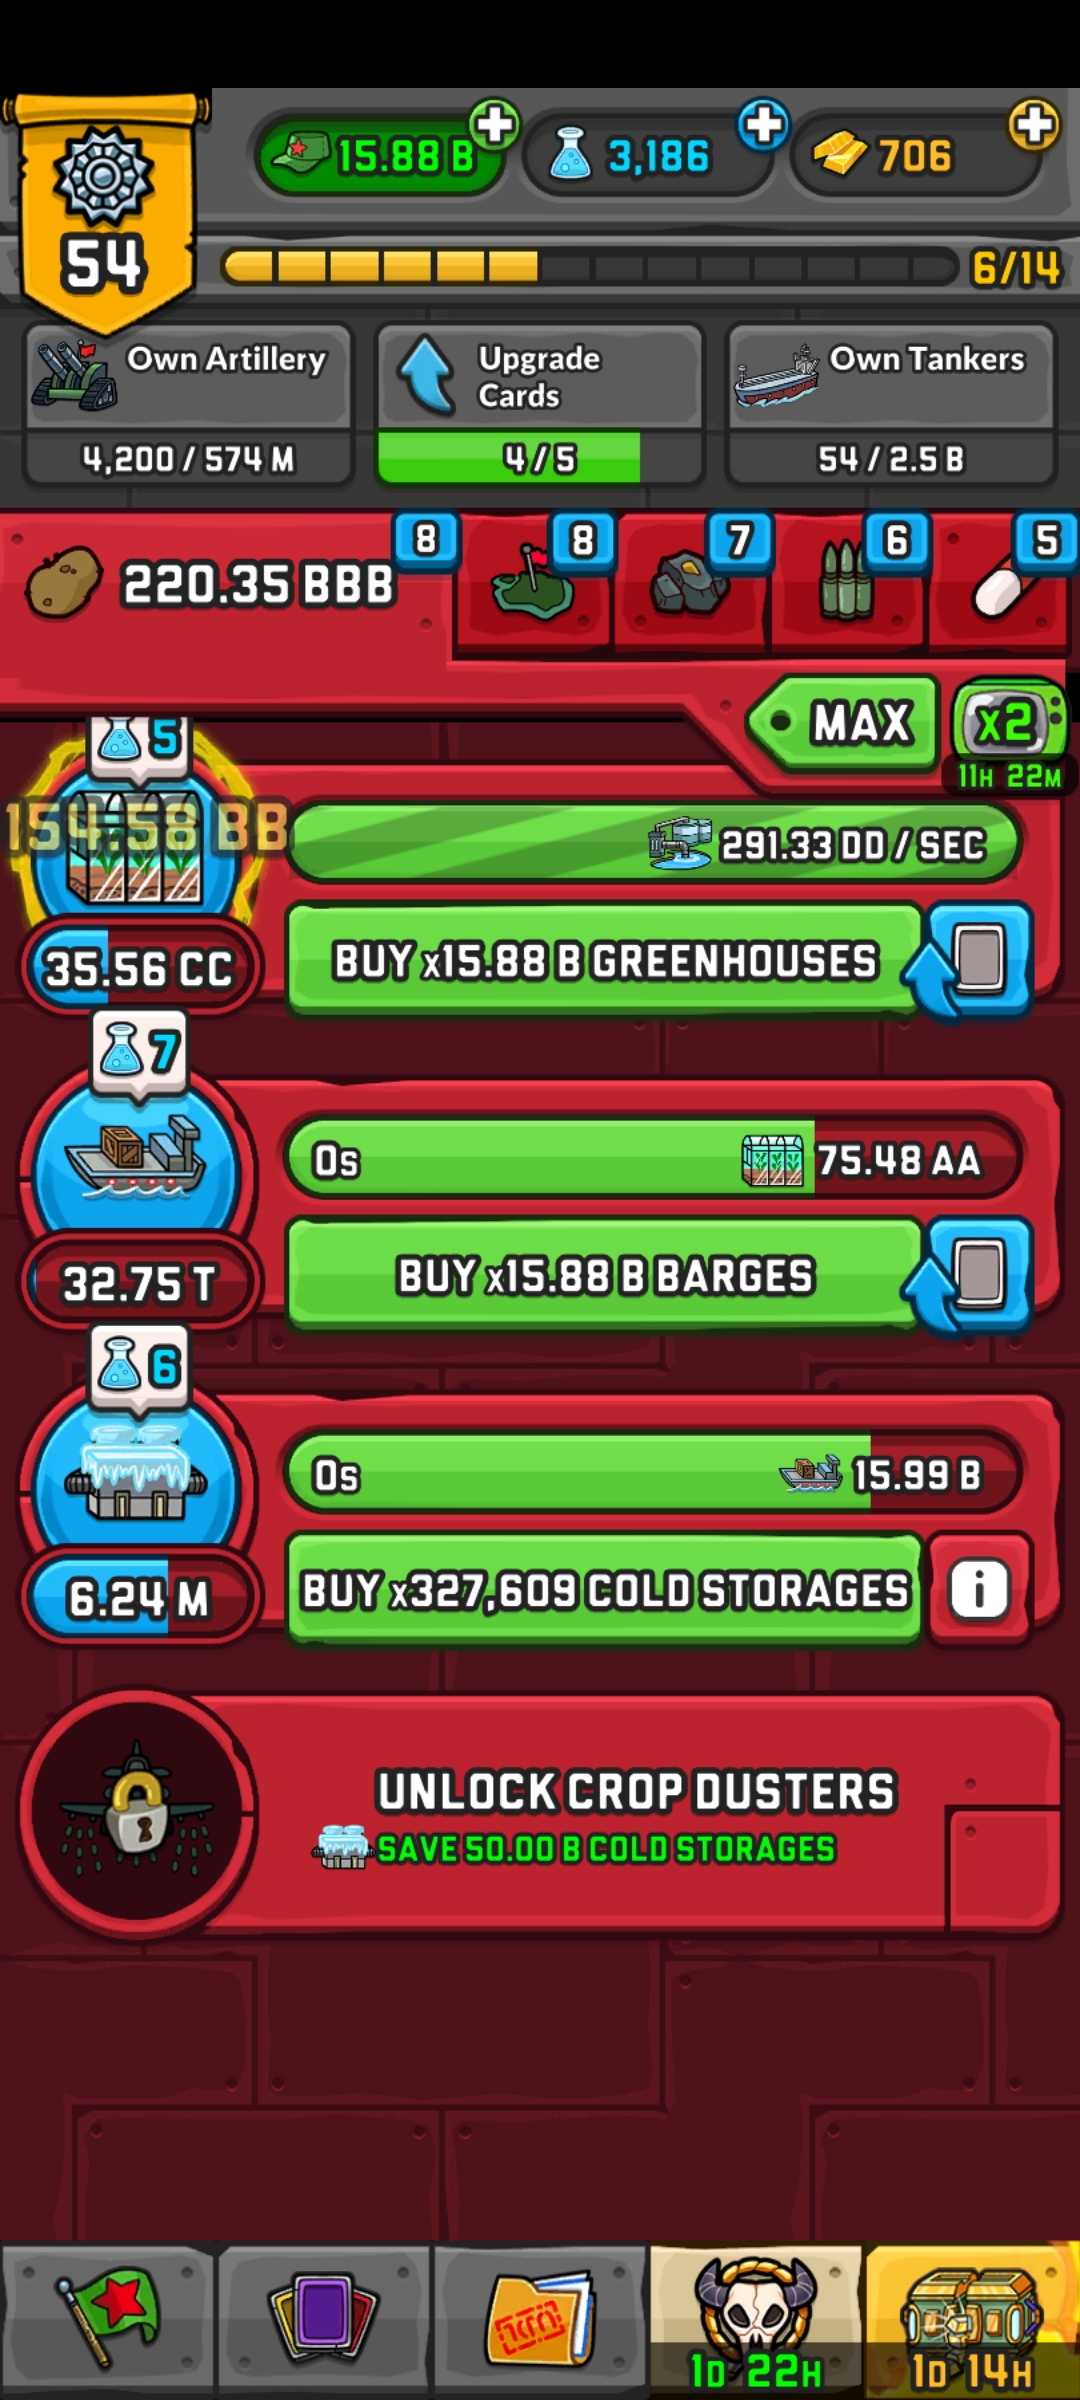 15.88 B
3,186
706
54
6/14
Own Artillery
4,200 / 574 M
Upgrade
Cards
4 / 5
Own Tankers
54 / 2.5 B
220.35 BBB
8
8
7
6
5
MAX
x2
11H 22M
5
154.58 BB
291.33 DD / SEC
35.56 CC
BUY x15.88 B GREENHOUSES
7
0s
75.48 AA
32.75 T
BUY x15.88 B BARGES
6
0s
15.99 B
6.24 M
BUY x327,609 COLD STORAGES
i
UNLOCK CROP DUSTERS
SAVE 50.00 B COLD STORAGES
1D 22H
1D 14H